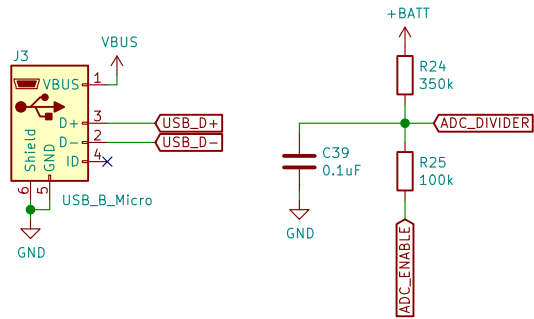 +BATT
VBUS
J3
R24
350k
VBUS
1
D+
3
USB_D+
D-
2
USB_D-
ID
4
Shield
GND
6
5
USB_B_Micro
GND
ADC_DIVIDER
C39
0.1uF
R25
100k
GND
ADC_ENABLE